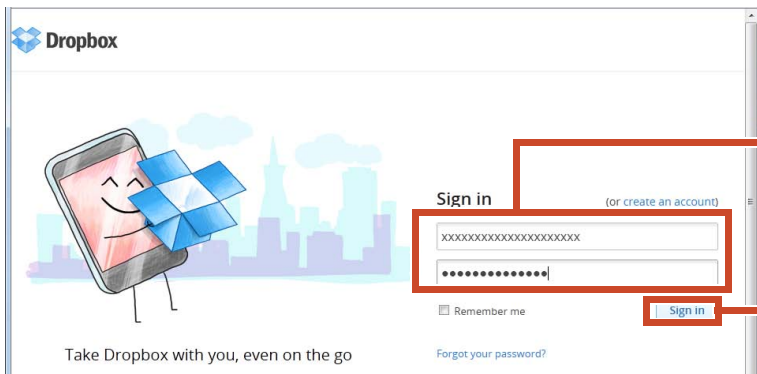 Dropbox
Sign in (or create an account)
xxxxxxxxxxxxxxxxxxxxx
●●●●●●●●●●●●●●
Remember me Sign in
Take Dropbox with you, even on the go
Forgot your password?